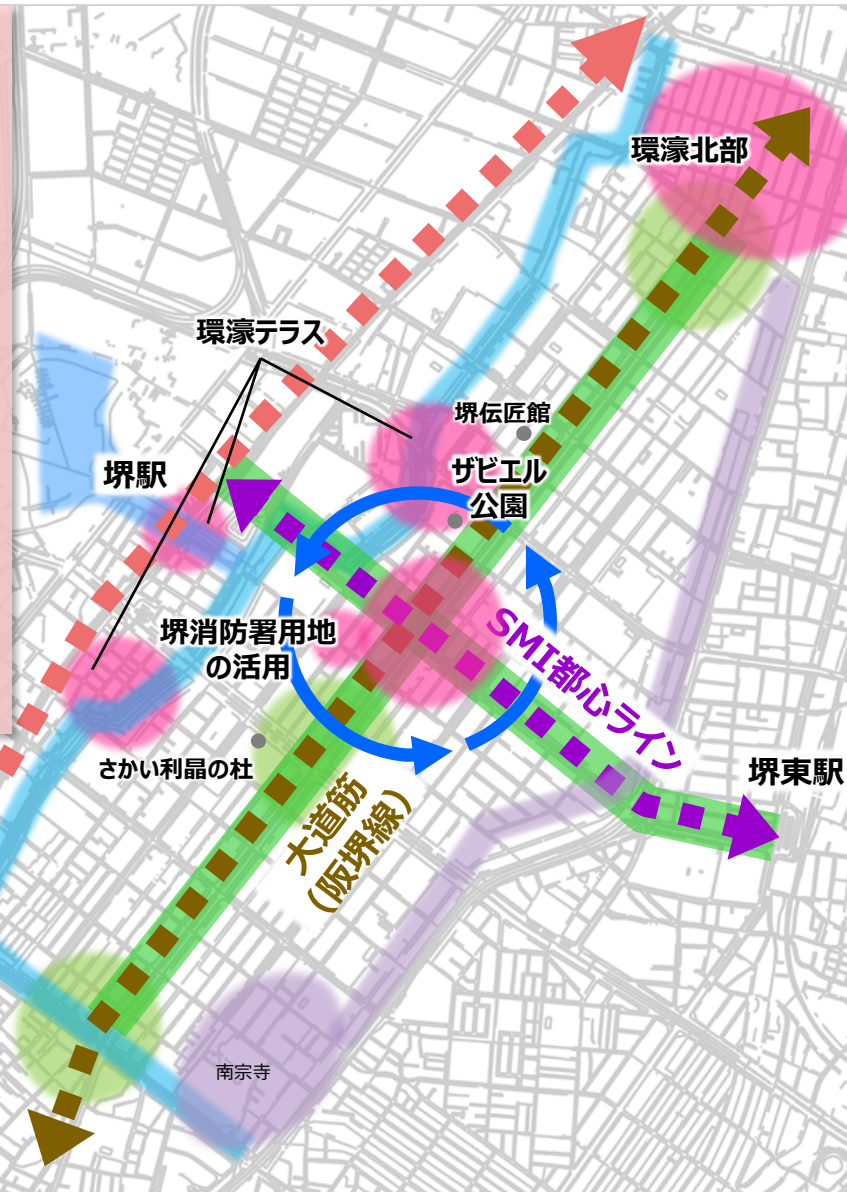 環濠北部
環濠テラス
堺伝匠館
ザビエル
公園
堺駅
堺消防署用地
の活用
SMI都心ライン
さかい利晶の杜
堺東駅
大道筋
(阪堺線)
南宗寺